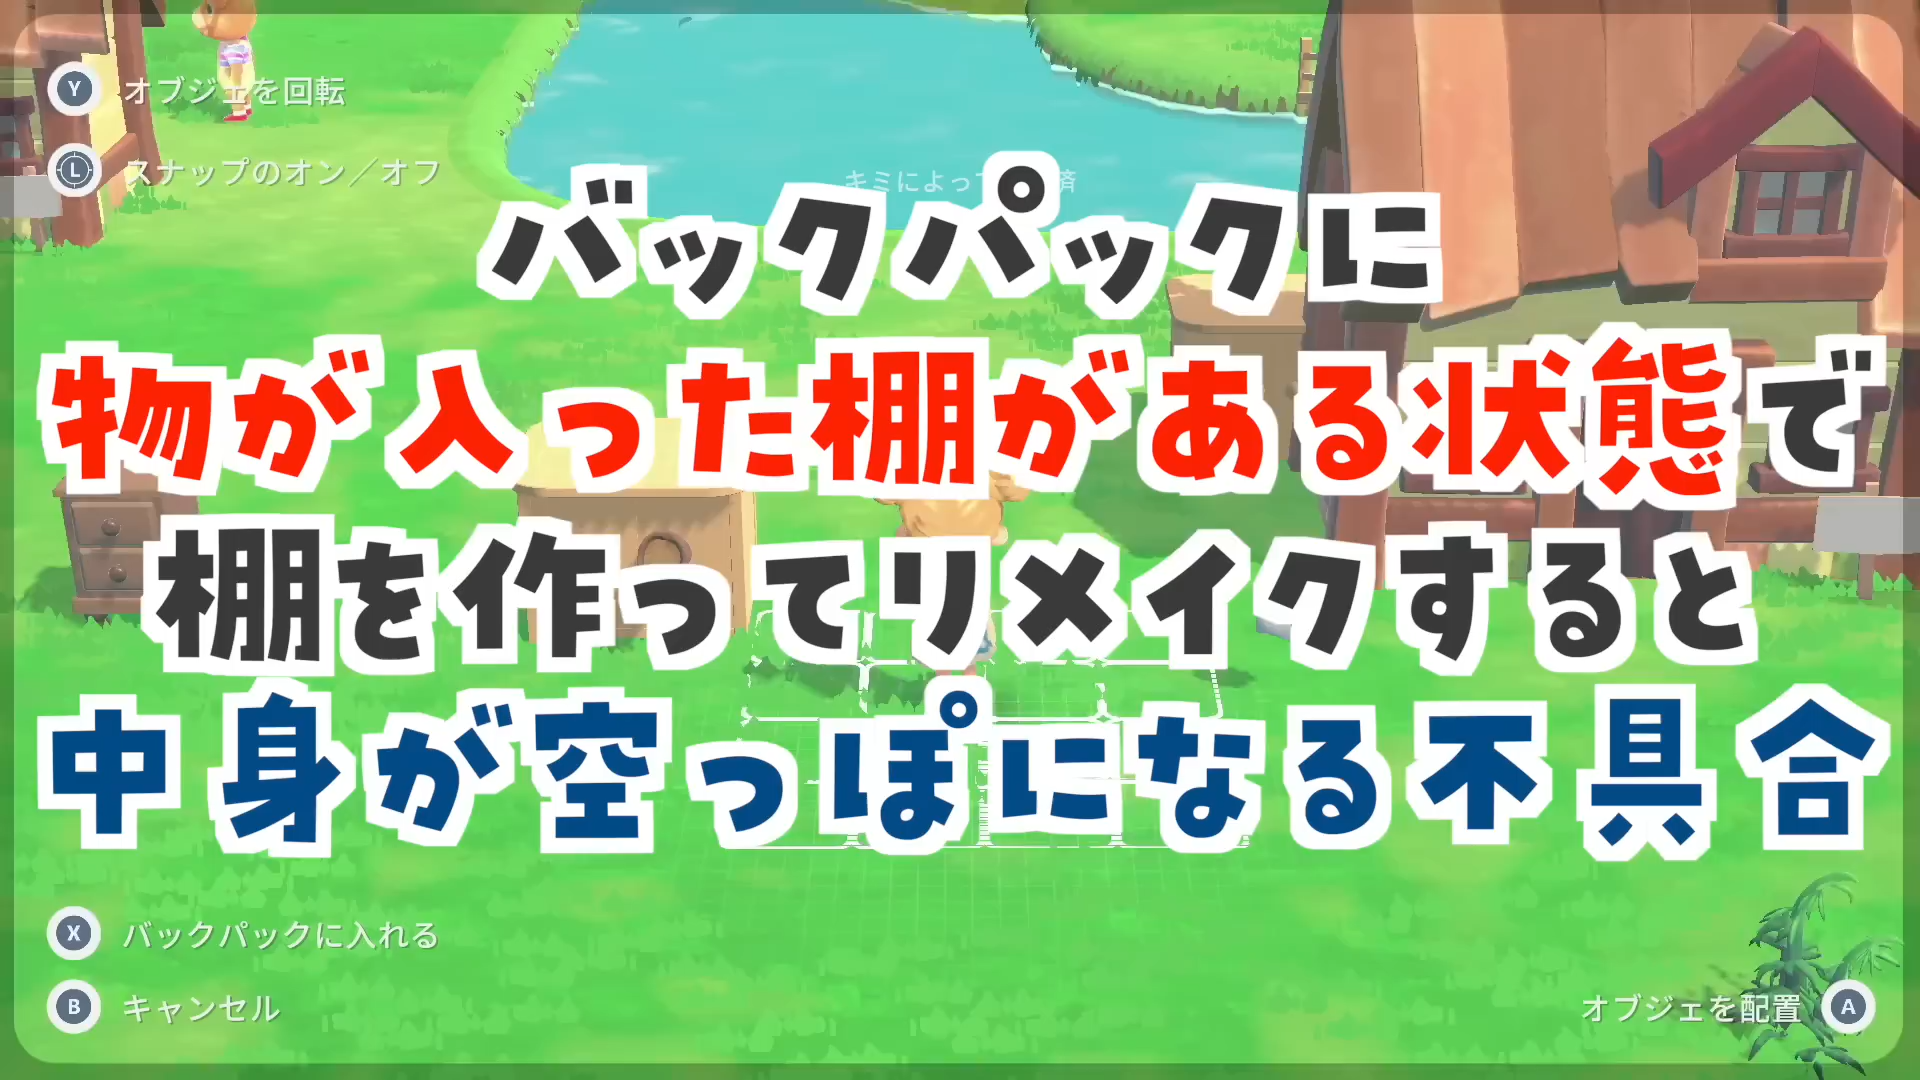 Y オブジェを回転
L スナップのオン／オフ
バックパックに
物が入った棚がある状態で
棚を作ってリメイクすると
中身が空っぽになる不具合
X バックパックに入れる
B キャンセル
オブジェを配置 A